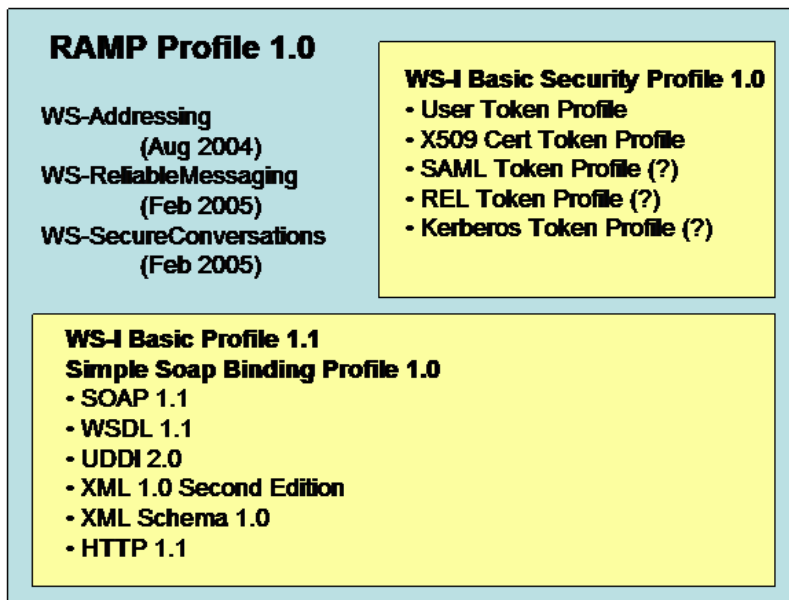 RAMP Profile 1.0
WS-Addressing
(Aug 2004)
WS-ReliableMessaging
(Feb 2005)
WS-SecureConversations
(Feb 2005)
WS-I Basic Security Profile 1.0
• User Token Profile
• X509 Cert Token Profile
• SAML Token Profile (?)
• REL Token Profile (?)
• Kerberos Token Profile (?)
WS-I Basic Profile 1.1
Simple Soap Binding Profile 1.0
• SOAP 1.1
• WSDL 1.1
• UDDI 2.0
• XML 1.0 Second Edition
• XML Schema 1.0
• HTTP 1.1